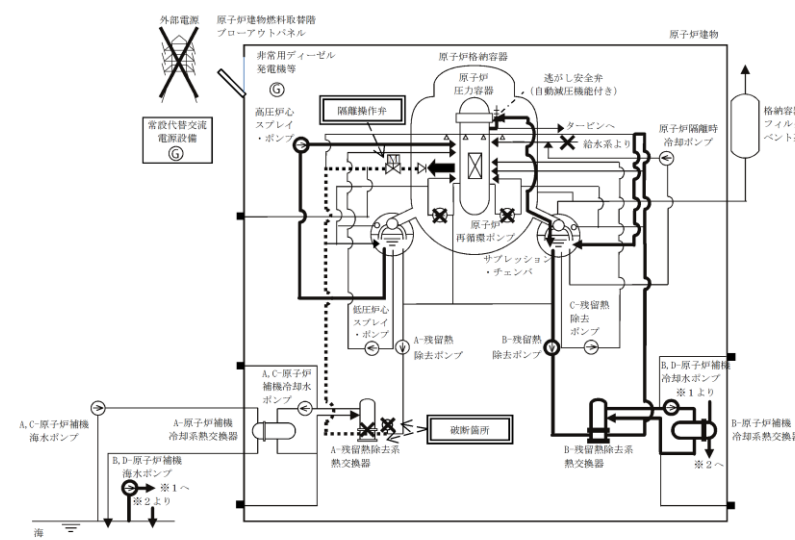 外部電源
原子炉建物燃料取替階
ブローアウトパネル
原子炉建物
非常用ディーゼル
発電機等
G
常設代替交流
電源設備
G
高圧炉心
スプレイ
・ポンプ
隔離操作弁
原子炉格納容器
原子炉
圧力容器
逃がし安全弁
(自動減圧機能付き)
タービンへ
給水系より
原子炉隔離時
冷却ポンプ
格納容器
フィル
ベント
原子炉
再循環ポンプ
サプレッション
・チェンバ
低圧炉心
スプレイ
・ポンプ
A-残留熱
除去ポンプ
B-残留熱
除去ポンプ
C-残留熱
除去
ポンプ
A,C-原子炉
補機冷却水
ポンプ
B,D-原子炉補機
冷却水ポンプ
※1より
A,C-原子炉補機
海水ポンプ
A-原子炉補機
冷却系熱交換器
破断箇所
A-残留熱除去系
熱交換器
B-残留熱除去系
熱交換器
B-原子炉補機
冷却系熱交換器
※2へ
B,D-原子炉補機
海水ポンプ
※1へ
※2より
海